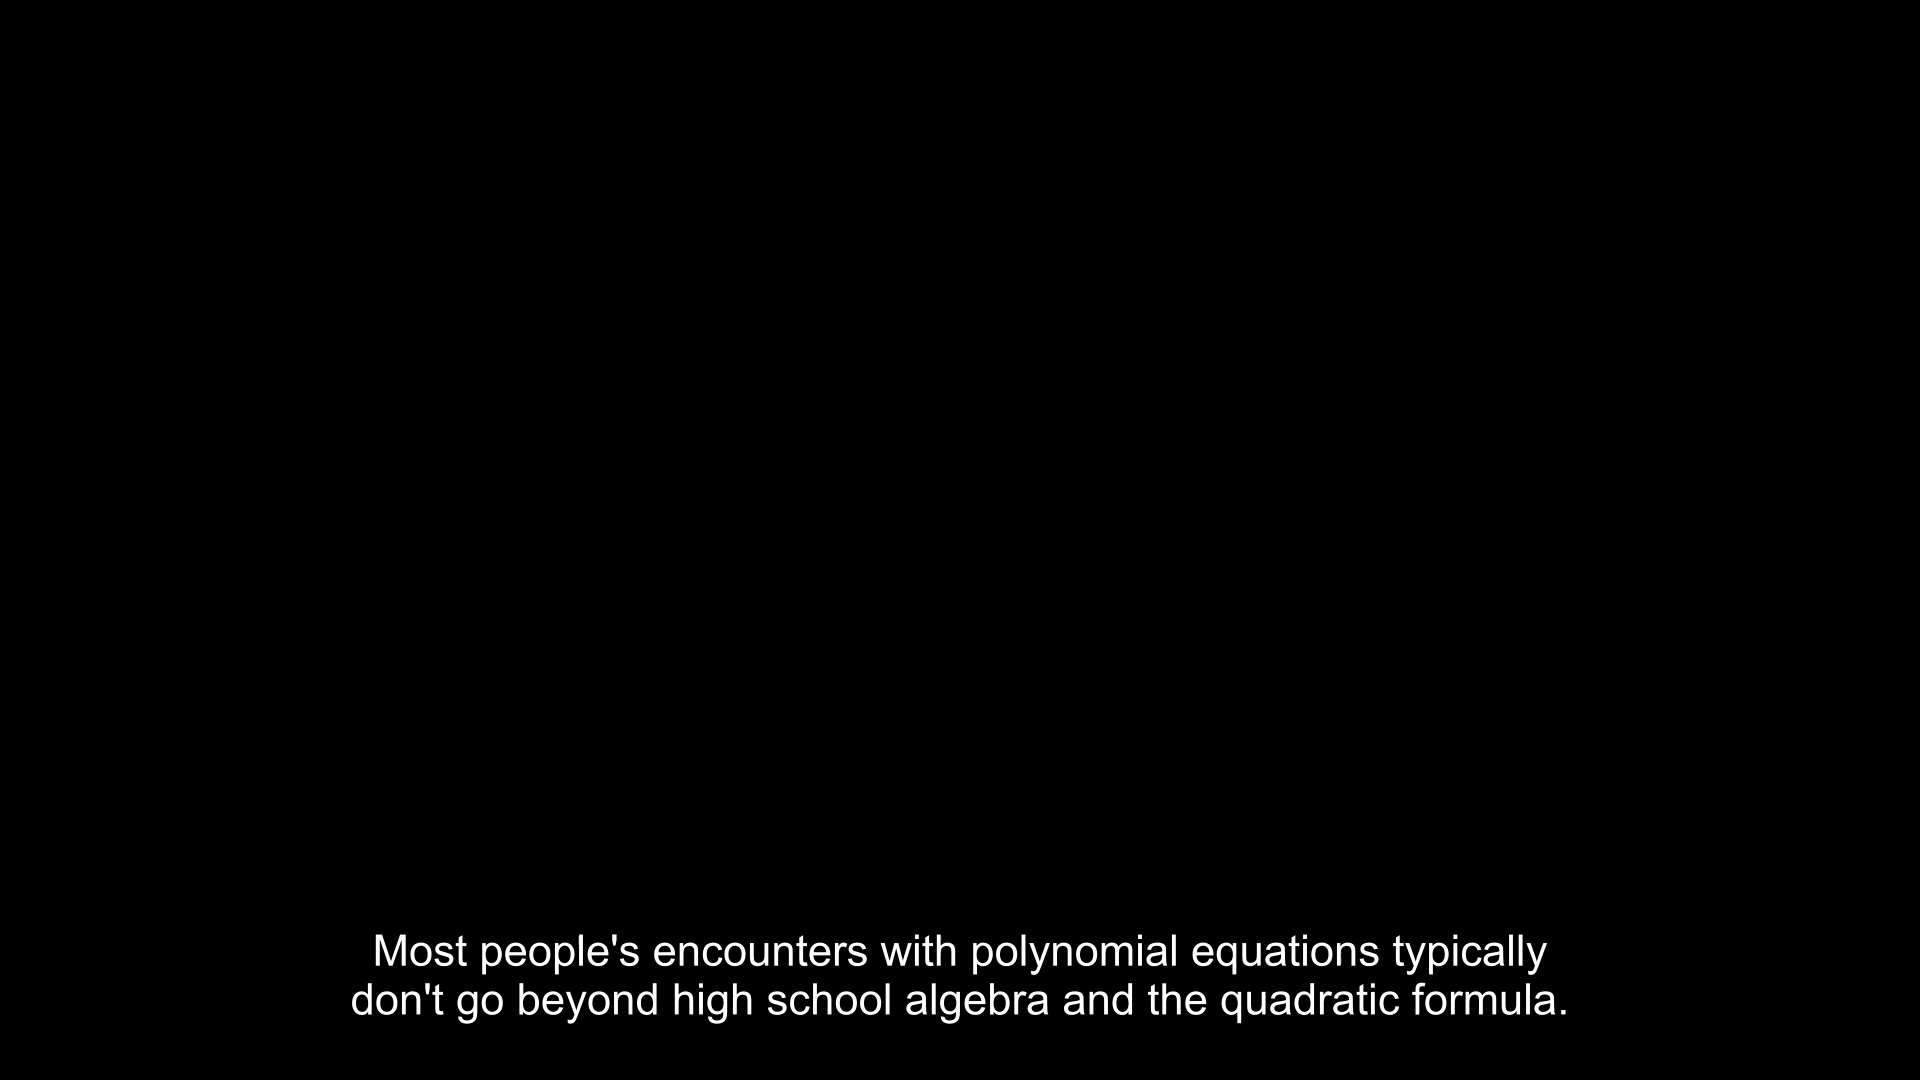 Most people's encounters with polynomial equations typically
don't go beyond high school algebra and the quadratic formula.